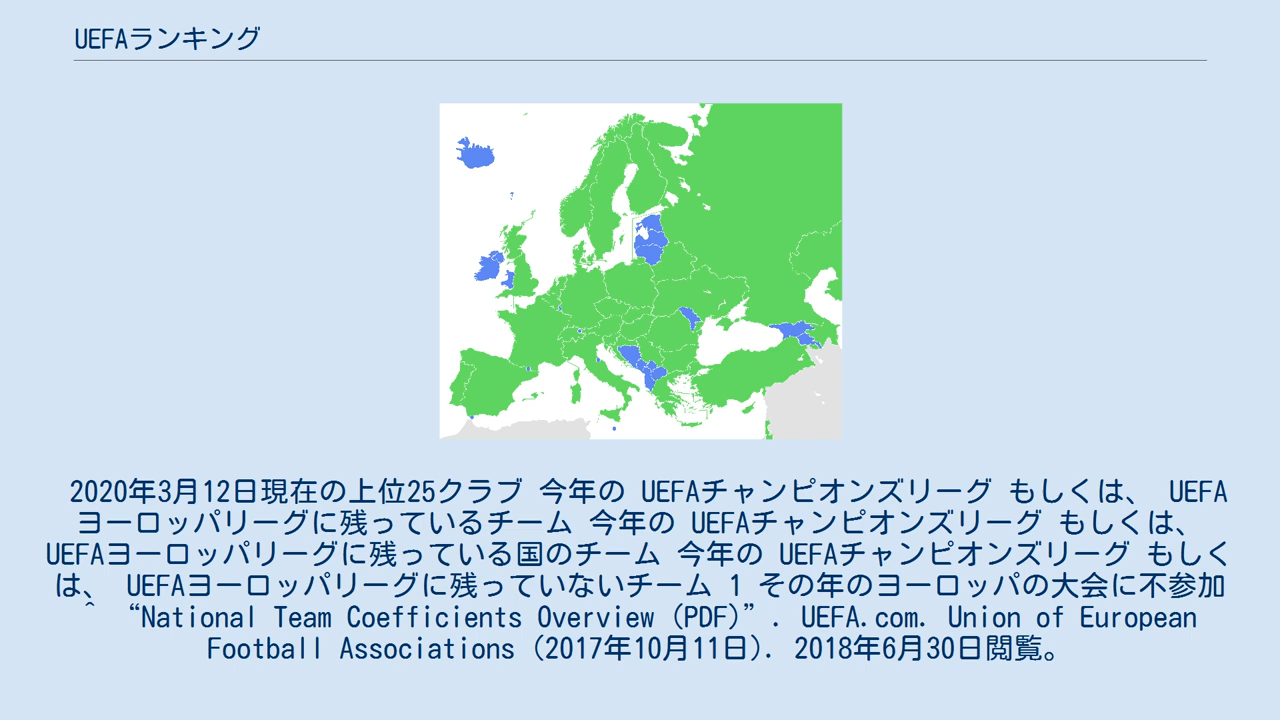 UEFAランキング
2020年3月12日現在の上位25クラブ 今年の UEFAチャンピオンズリーグ もしくは、 UEFA
ヨーロッパリーグに残っているチーム 今年の UEFAチャンピオンズリーグ もしくは、
UEFAヨーロッパリーグに残っている国のチーム 今年の UEFAチャンピオンズリーグ もしく
は、 UEFAヨーロッパリーグに残っていないチーム 1 その年のヨーロッパの大会に不参加
^ “National Team Coefficients Overview (PDF)”. UEFA.com. Union of European
Football Associations (2017年10月11日). 2018年6月30日閲覧。